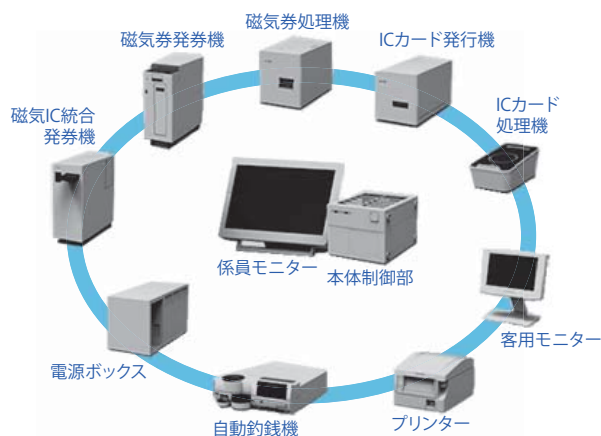 磁気券処理機
ICカード発行機
磁気券発券機
ICカード
処理機
磁気IC統合
発券機
係員モニター
本体制御部
客用モニター
電源ボックス
プリンター
自動釣銭機